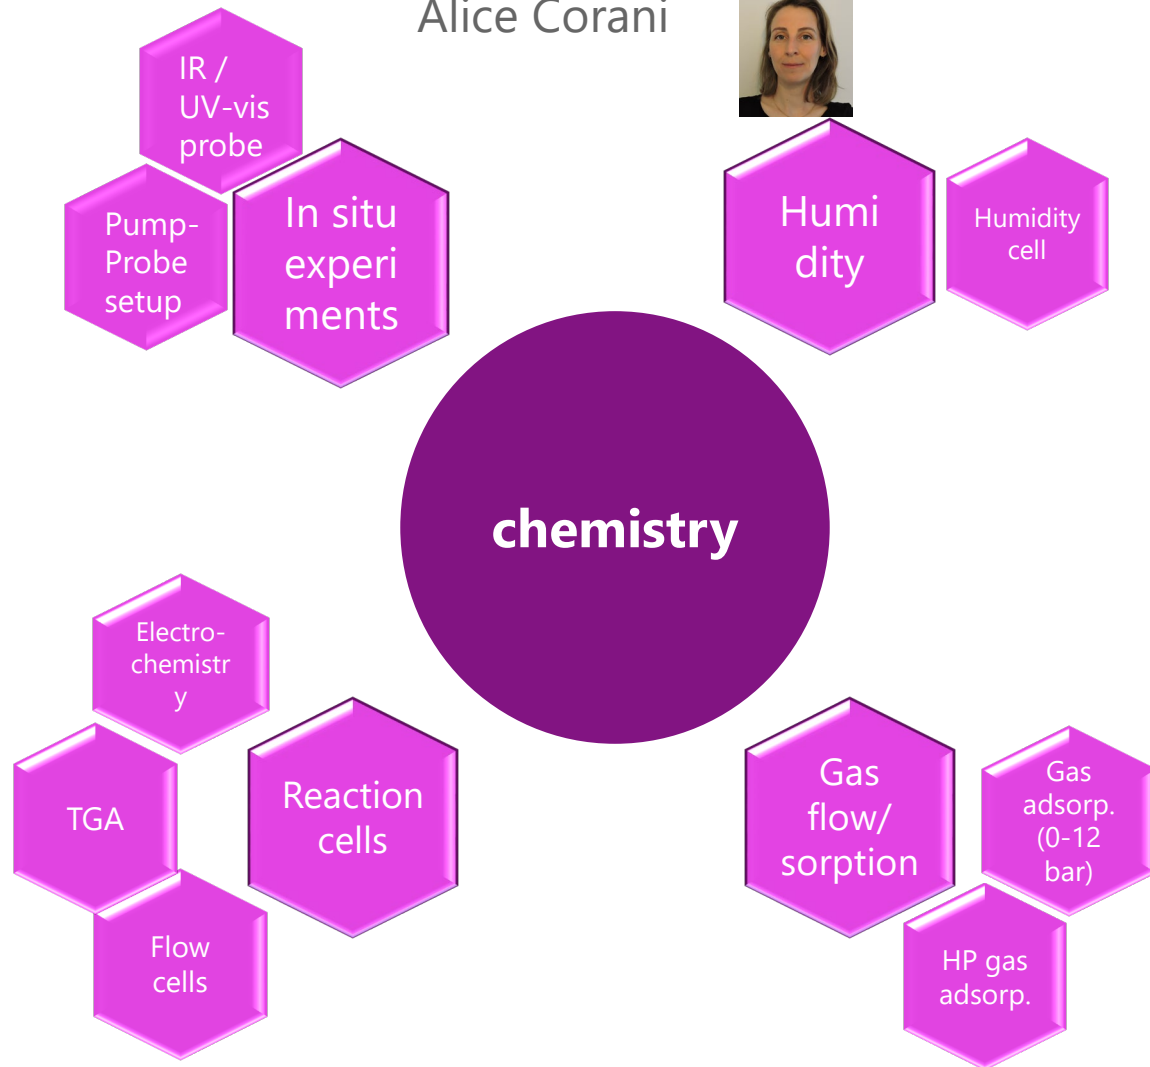 Alice Corani
IR /
UV-vis
probe
Pump-
Probe
setup
In situ
experi
ments
Humi
dity
Humidity
cell
chemistry
Electro-
chemistr
y
TGA
Flow
cells
Reaction
cells
Gas
flow/
sorption
Gas
adsorp.
(0-12
bar)
HP gas
adsorp.